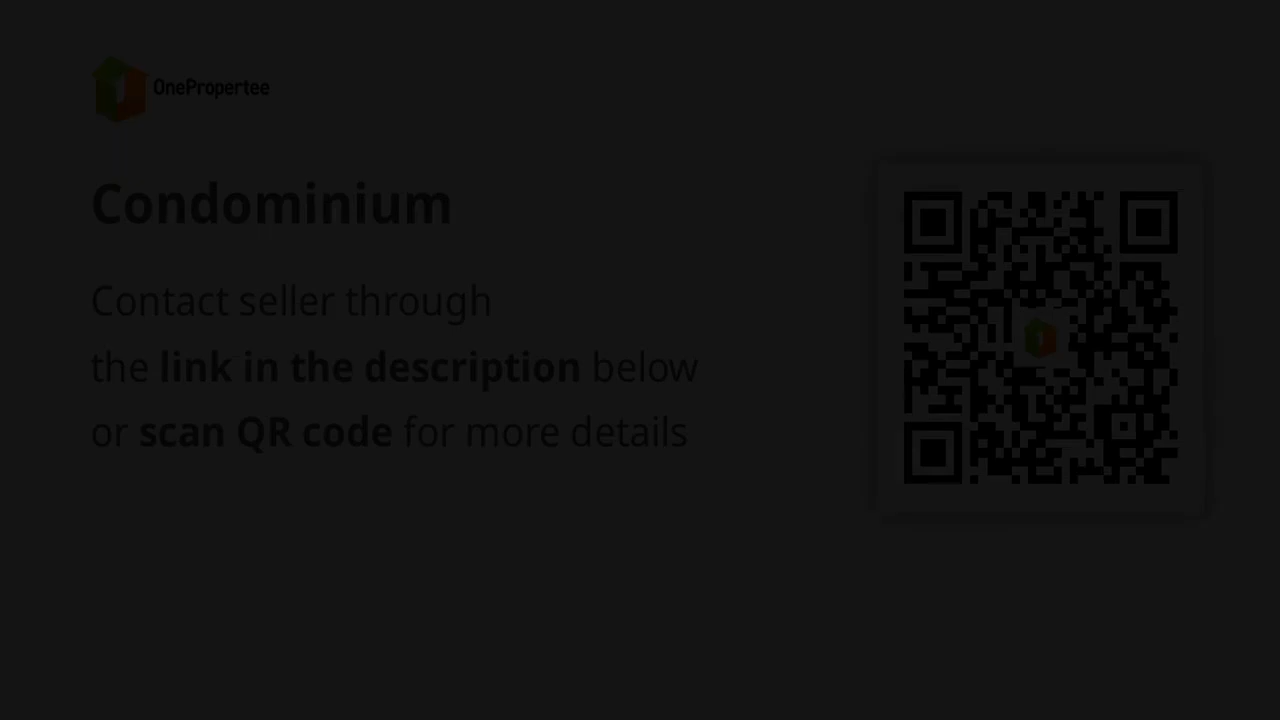 OnePropertee
Condominium
Contact seller through
the link in the description below
or scan QR code for more details